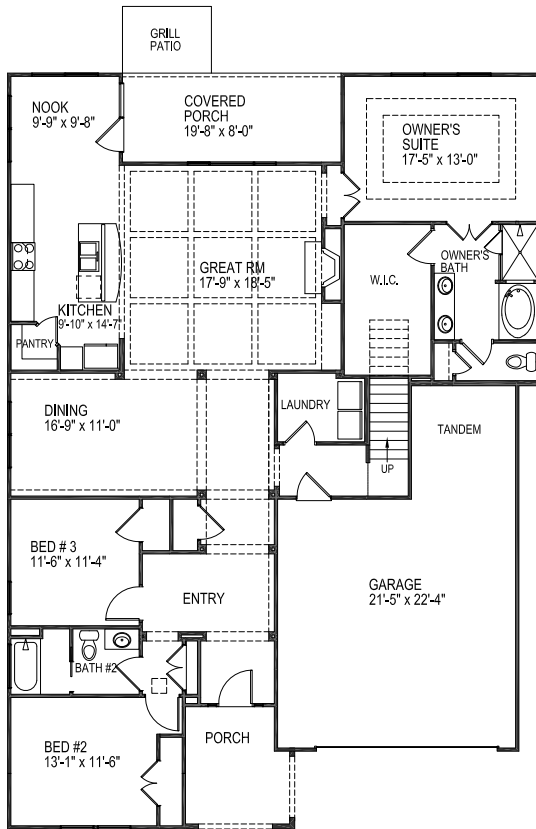 GRILL
PATIO
NOOK
9'-9" x 9'-8"
COVERED
PORCH
19'-8" x 8'-0"
OWNER'S
SUITE
17'-5" x 13'-0"
OWNER'S
BATH
W.I.C.
GREAT RM
17'-9" x 18'-5"
KITCHEN
9'-10" x 14'-7"
PANTRY
DINING
16'-9" x 11'-0"
LAUNDRY
UP
TANDEM
BED # 3
11'-6" x 11'-4"
ENTRY
GARAGE
21'-5" x 22'-4"
BATH #2
BED #2
13'-1" x 11'-6"
PORCH